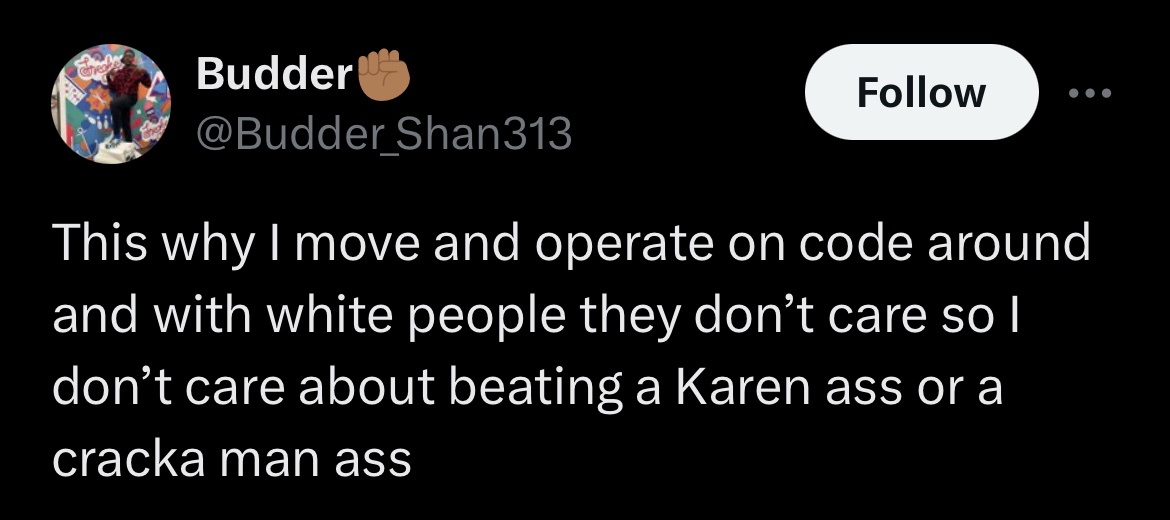 Budder✊🏽
@Budder_Shan313
Follow
This why I move and operate on code around
and with white people they don’t care so I
don’t care about beating a Karen ass or a
cracka man ass